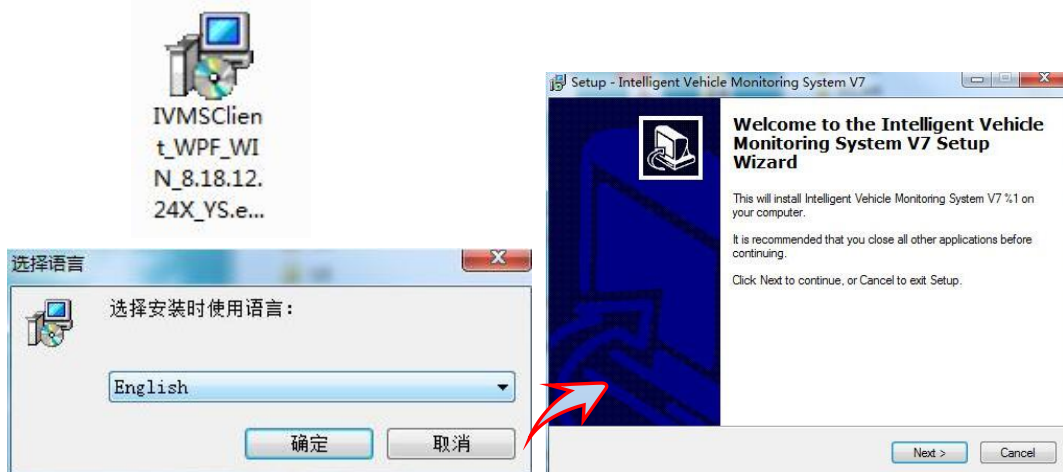 IVMSClien
t_WPF_WI
N_8.18.12.
24X_YS.e...
选择语言
选择安装时使用语言:
English
确定
取消
Setup - Intelligent Vehicle Monitoring System V7
Welcome to the Intelligent Vehicle
Monitoring System V7 Setup
Wizard
This will install Intelligent Vehicle Monitoring System V7 %1 on
your computer.
It is recommended that you close all other applications before
continuing.
Click Next to continue, or Cancel to exit Setup.
Next >
Cancel